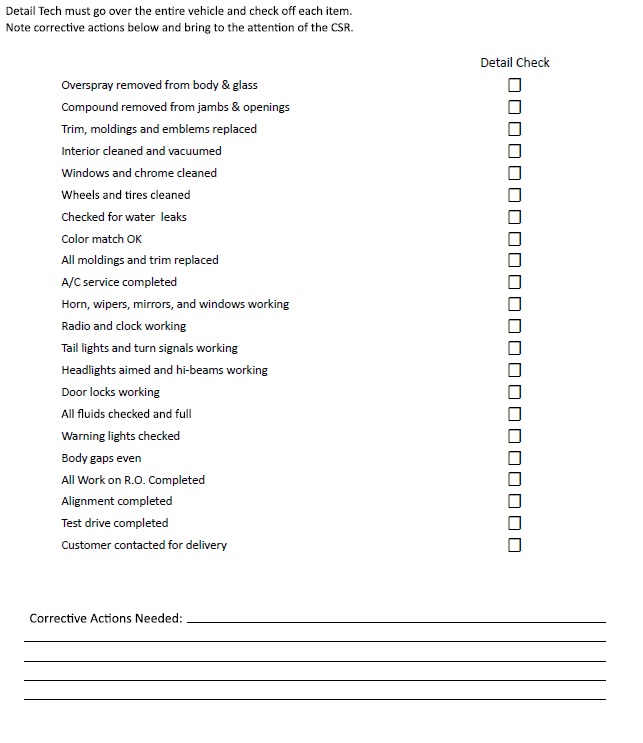 Detail Tech must go over the entire vehicle and check off each item.
Note corrective actions below and bring to the attention of the CSR.
Detail Check
Overspray removed from body & glass
Compound removed from jambs & openings
Trim, moldings and emblems replaced
Interior cleaned and vacuumed
Windows and chrome cleaned
Wheels and tires cleaned
Checked for water  leaks
Color match OK
All moldings and trim replaced
A/C service completed
Horn, wipers, mirrors, and windows working
Radio and clock working
Tail lights and turn signals working
Headlights aimed and hi-beams working
Door locks working
All fluids checked and full
Warning lights checked
Body gaps even
All Work on R.O. Completed
Alignment completed
Test drive completed
Customer contacted for delivery
Corrective Actions Needed: